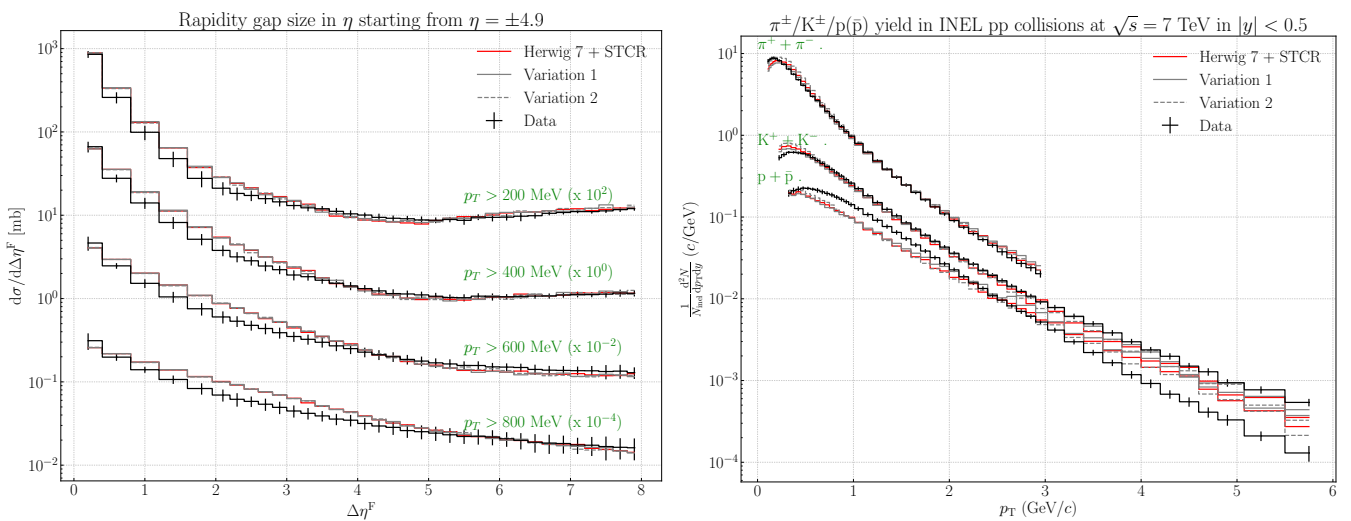 Rapidity gap size in η starting from η = ±4.9
dσ/dΔη^F [mb]
10^3
10^2
10^1
10^0
10^−1
10^−2
Herwig 7 + STCR
Variation 1
Variation 2
Data
p_T > 200 MeV (x 10^2)
p_T > 400 MeV (x 10^0)
p_T > 600 MeV (x 10^−2)
p_T > 800 MeV (x 10^−4)
0 1 2 3 4 5 6 7 8
Δη^F
π^±/K^±/p(p̄) yield in INEL pp collisions at √s = 7 TeV in |y| < 0.5
1/N_inel d^2N/dp_Tdy (c/GeV)
10^1
10^0
10^−1
10^−2
10^−3
10^−4
π^+ + π^− .
K^+ + K^− .
p + p̄ .
Herwig 7 + STCR
Variation 1
Variation 2
Data
0 1 2 3 4 5 6
p_T (GeV/c)